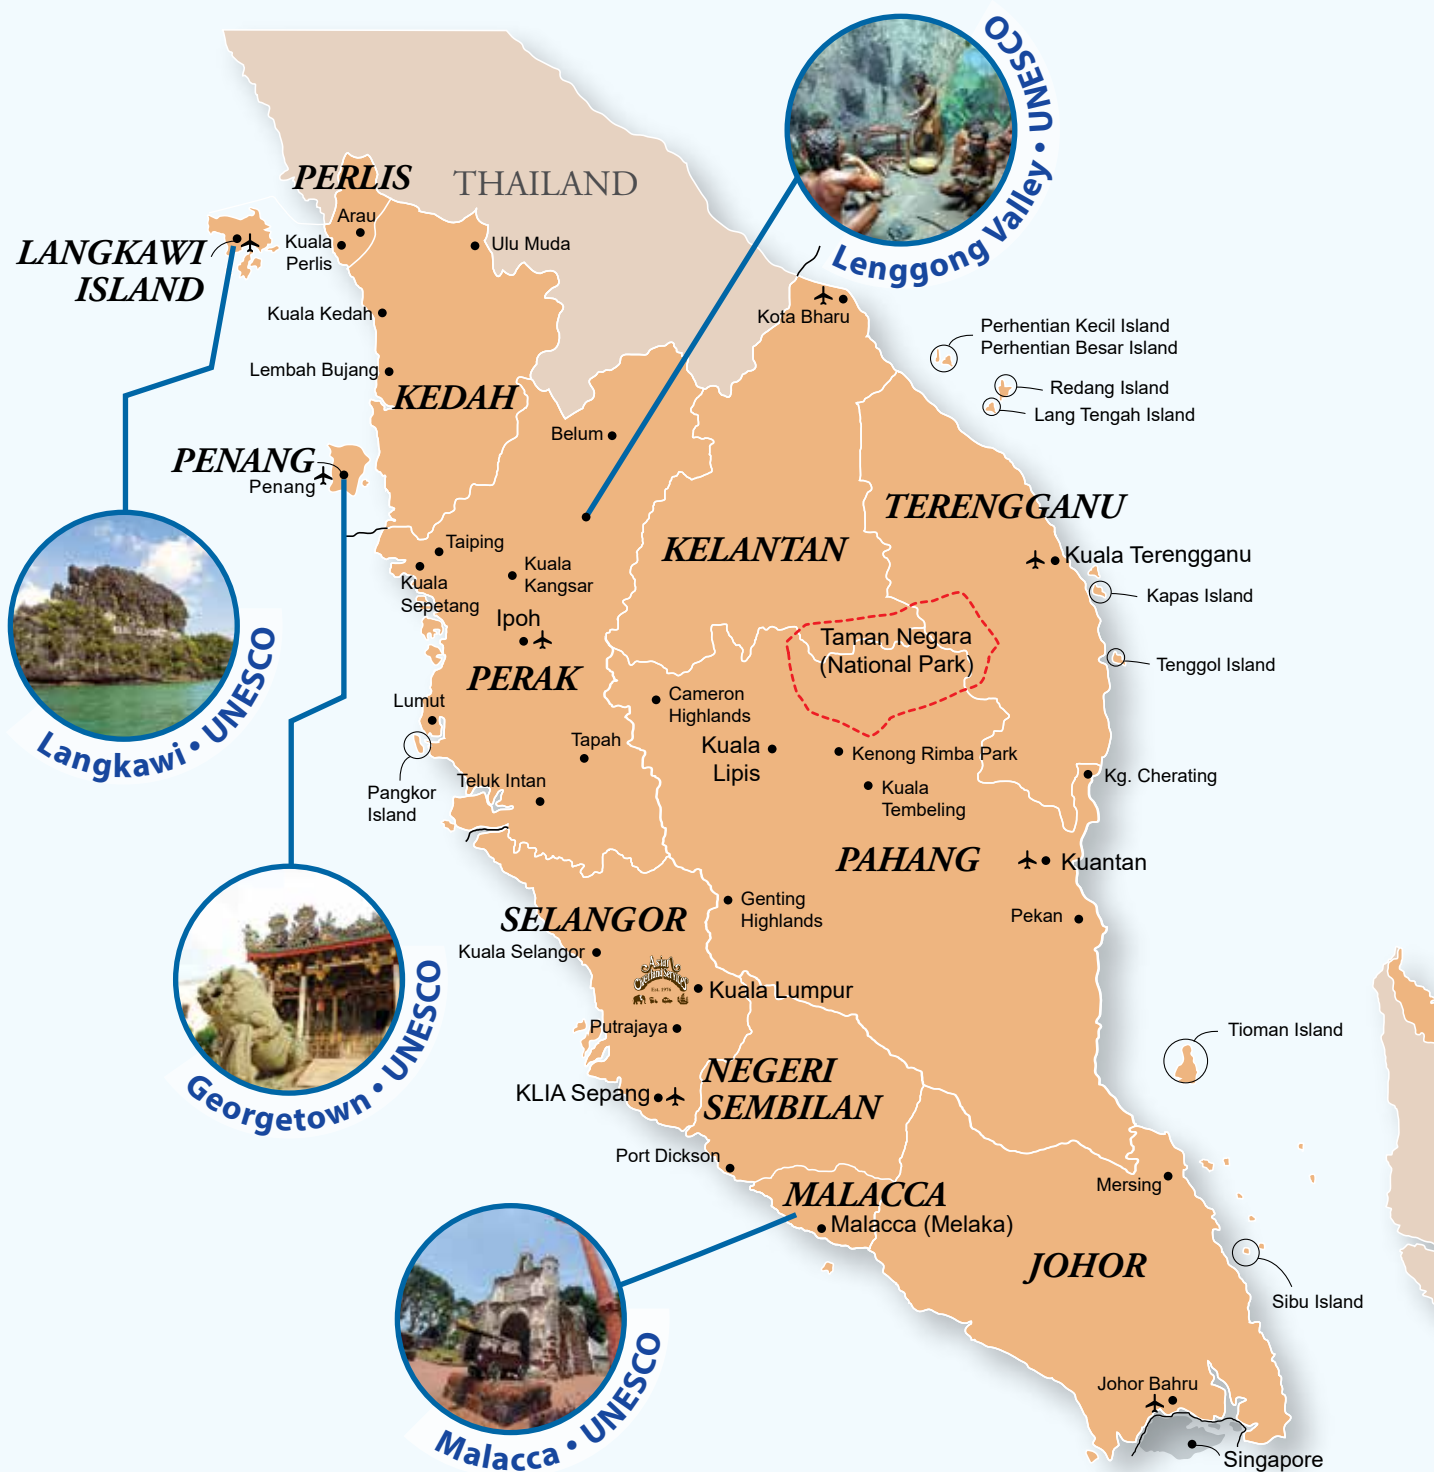 Lenggong Valley • UNESCO
THAILAND
PERLIS
Arau
Kuala
Perlis
Ulu Muda
LANGKAWI
ISLAND
Kuala Kedah
Lembah Bujang
KEDAH
Kota Bharu
Perhentian Kecil Island
Perhentian Besar Island
Redang Island
Lang Tengah Island
Belum
PENANG
Penang
TERENGGANU
KELANTAN
Kuala Terengganu
Kapas Island
Taiping
Kuala
Sepetang
Kuala
Kangsar
Ipoh
PERAK
Taman Negara
(National Park)
Tenggol Island
Langkawi • UNESCO
Lumut
Cameron
Highlands
Kuala
Lipis
Kenong Rimba Park
Kuala
Tembeling
Kg. Cherating
Tapah
Teluk Intan
Pangkor
Island
PAHANG
Kuantan
Genting
Highlands
Pekan
SELANGOR
Kuala Selangor
Asian
Overland Services
Est. 1976
Kuala Lumpur
Putrajaya
Georgetown • UNESCO
Tioman Island
NEGERI
SEMBILAN
KLIA Sepang
Port Dickson
MALACCA
Malacca (Melaka)
Mersing
JOHOR
Sibu Island
Malacca • UNESCO
Johor Bahru
Singapore